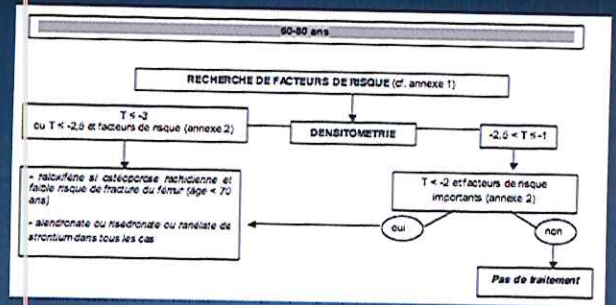 60-80 ans
RECHERCHE DE FACTEURS DE RISQUE (cf. annexe 1)
T ≤ -3
ou T ≤ -2,5 et facteurs de risque (annexe 2)
DENSITOMETRIE
-2,5 < T ≤ -1
- raloxifène si ostéoporose rachidienne et
faible risque de fracture du fémur (âge < 70
ans)
- alendronate ou risédronate ou ranélate de
strontium dans tous les cas
T < -2 et facteurs de risque
importants (annexe 2)
oui
non
Pas de traitement